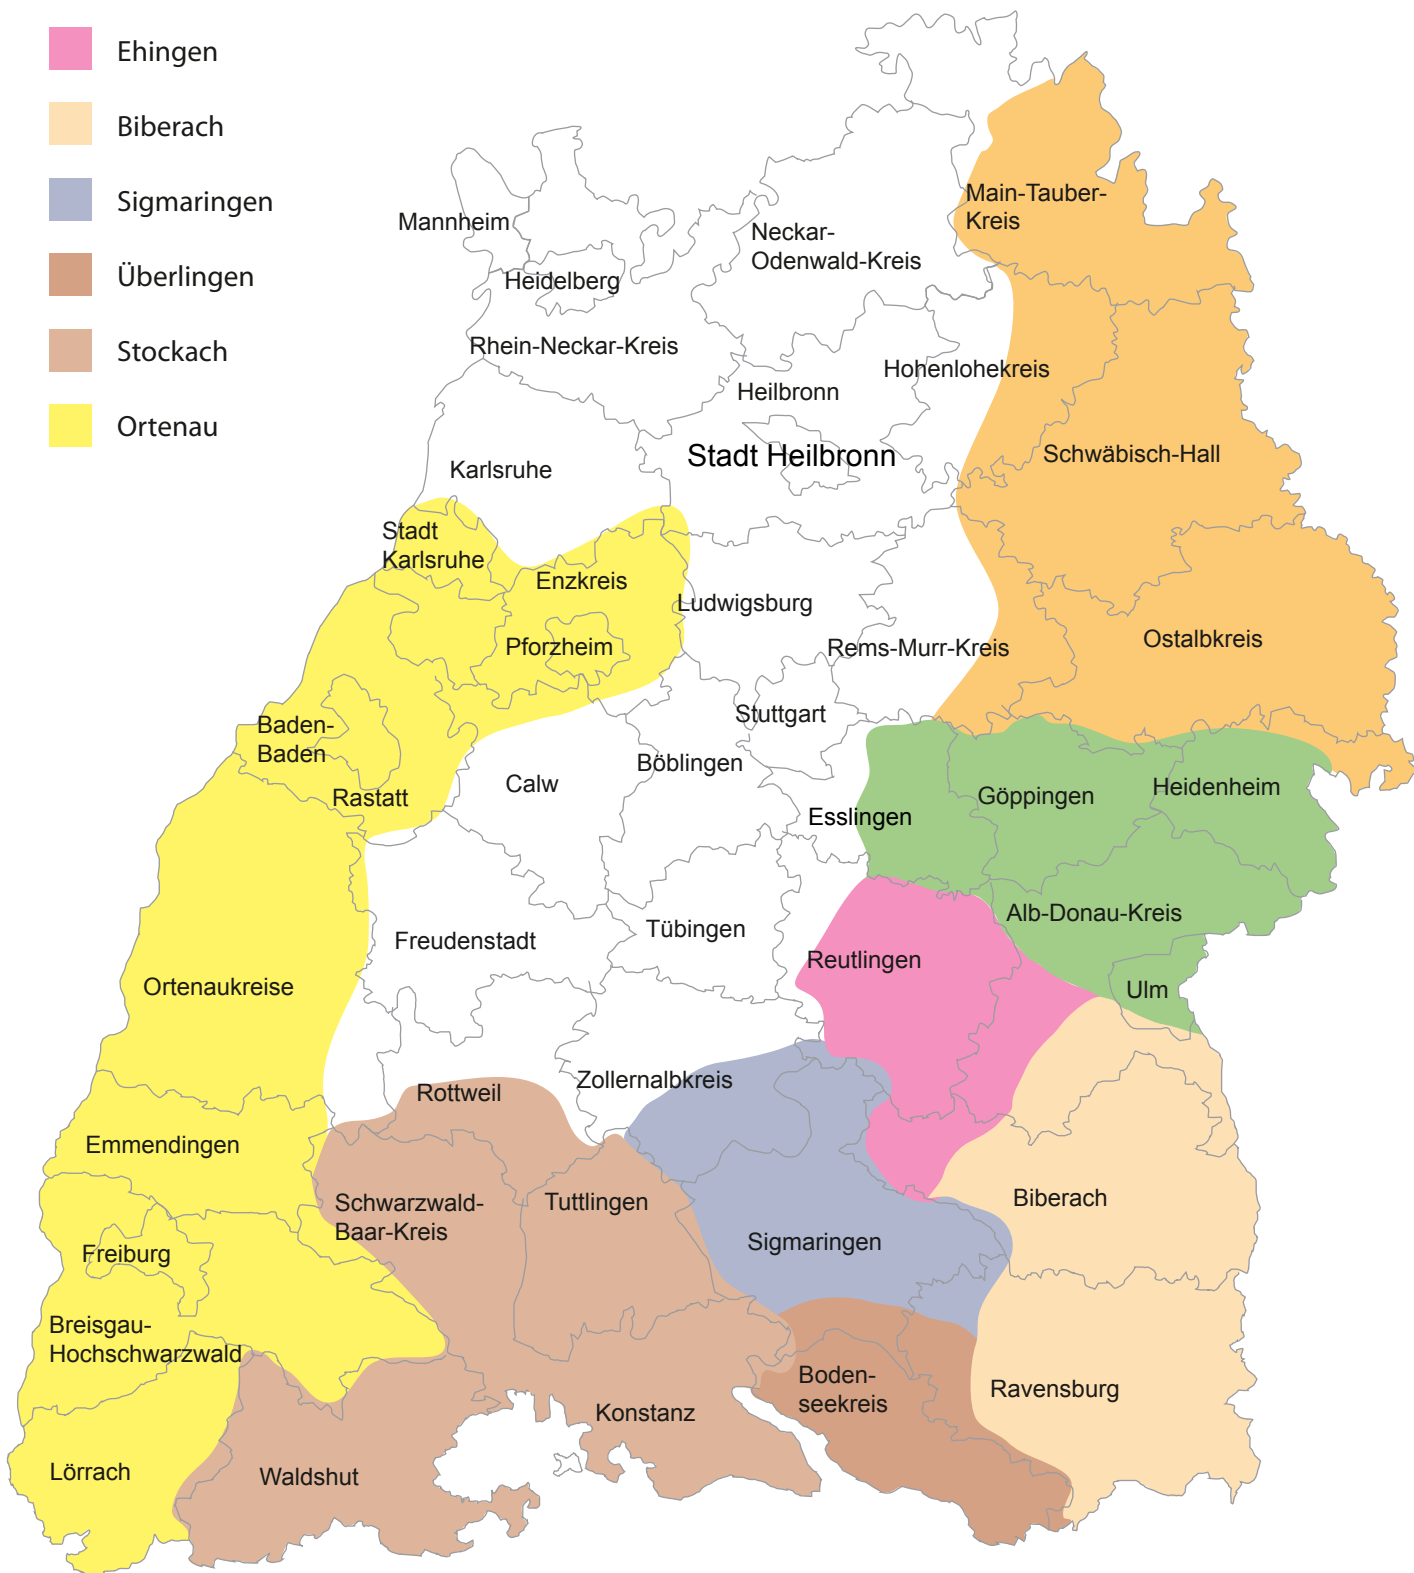 Ehingen
Biberach
Sigmaringen
Überlingen
Stockach
Ortenau
Main-Tauber-
Kreis
Mannheim
Neckar-
Odenwald-Kreis
Heidelberg
Rhein-Neckar-Kreis
Hohenlohekreis
Heilbronn
Stadt Heilbronn
Schwäbisch-Hall
Karlsruhe
Stadt
Karlsruhe
Enzkreis
Ludwigsburg
Pforzheim
Rems-Murr-Kreis
Ostalbkreis
Baden-
Baden
Stuttgart
Böblingen
Calw
Rastatt
Esslingen
Göppingen
Heidenheim
Alb-Donau-Kreis
Freudenstadt
Tübingen
Reutlingen
Ortenaukreise
Ulm
Zollernalbkreis
Rottweil
Emmendingen
Schwarzwald-
Baar-Kreis
Tuttlingen
Biberach
Sigmaringen
Freiburg
Breisgau-
Hochschwarzwald
Boden-
seekreis
Ravensburg
Konstanz
Lörrach
Waldshut